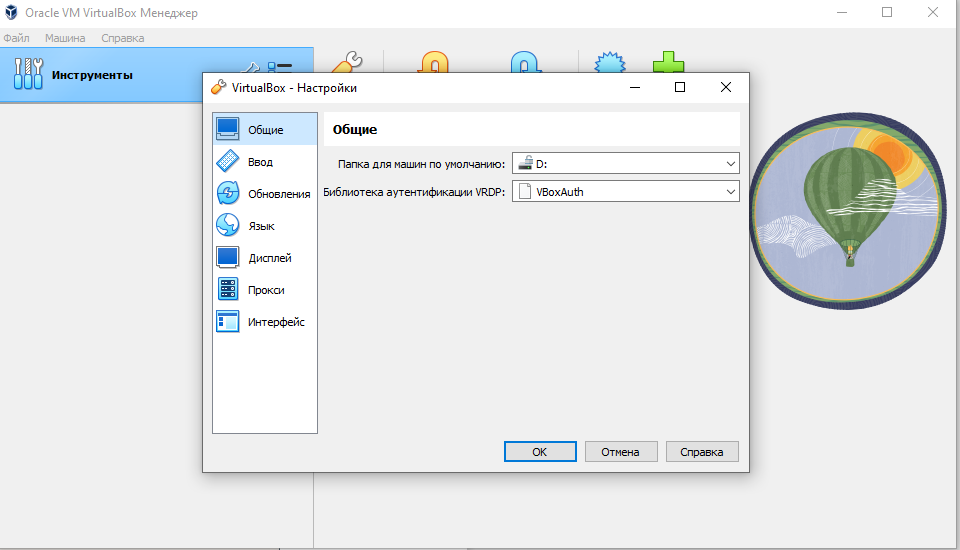 Oracle VM VirtualBox Менеджер
Файл Машина Справка
Инструменты
VirtualBox - Настройки
Общие
Ввод
Обновления
Язык
Дисплей
Прокси
Интерфейс
Общие
Папка для машин по умолчанию: D:
Библиотека аутентификации VRDP: VBoxAuth
OK Отмена Справка